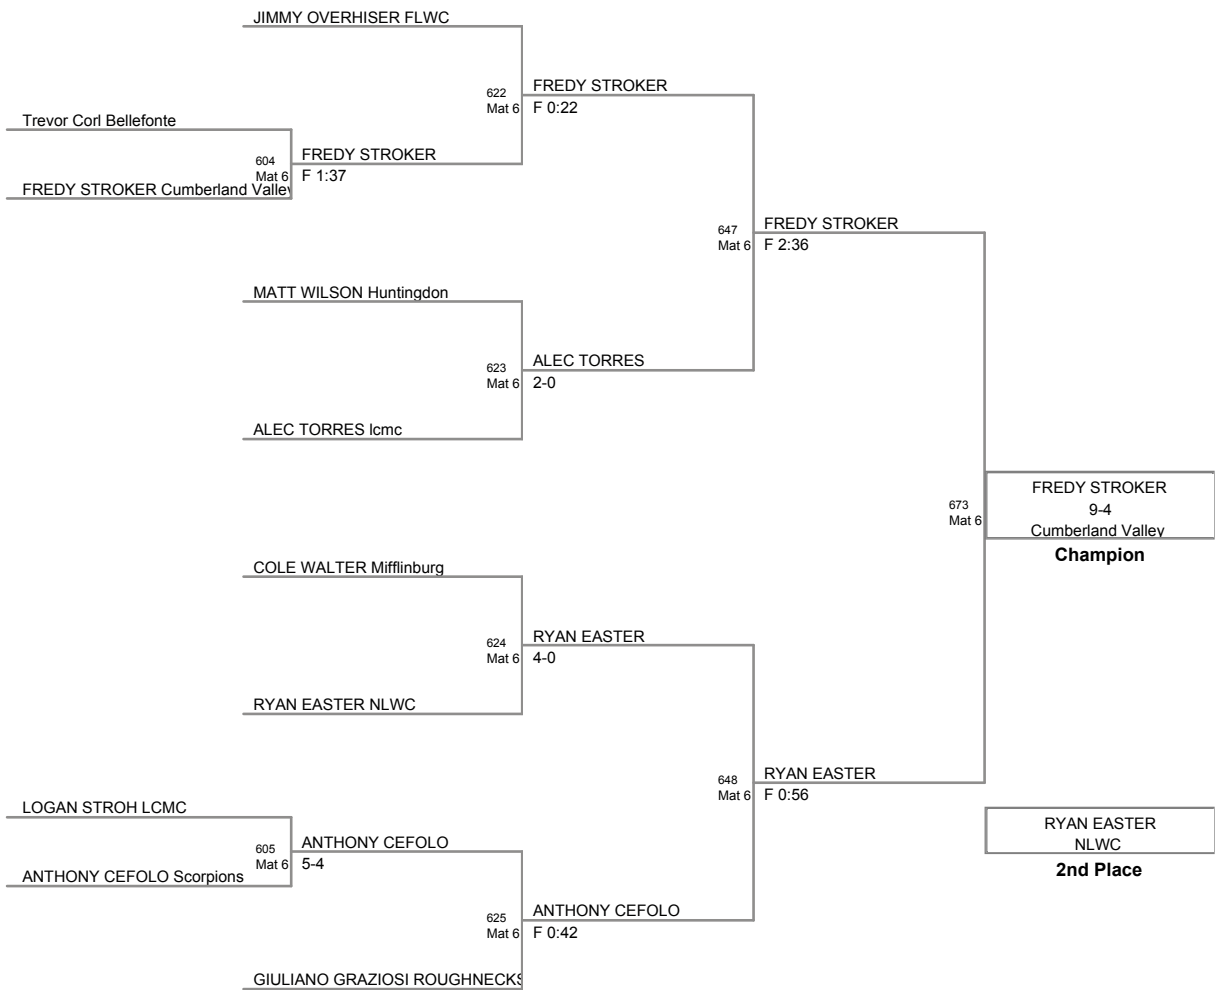 JIMMY OVERHISER FLWC
622
Mat 6
FREDY STROKER
F 0:22
Trevor Corl Bellefonte
604
Mat 6
FREDY STROKER
F 1:37
FREDY STROKER Cumberland Valley
647
Mat 6
FREDY STROKER
F 2:36
MATT WILSON Huntingdon
623
Mat 6
ALEC TORRES
2-0
ALEC TORRES lcmc
673
Mat 6
FREDY STROKER
9-4
Cumberland Valley
Champion
COLE WALTER Mifflinburg
624
Mat 6
RYAN EASTER
4-0
RYAN EASTER NLWC
648
Mat 6
RYAN EASTER
F 0:56
LOGAN STROH LCMC
605
Mat 6
ANTHONY CEFOLO
5-4
ANTHONY CEFOLO Scorpions
RYAN EASTER
NLWC
2nd Place
625
Mat 6
ANTHONY CEFOLO
F 0:42
GIULIANO GRAZIOSI ROUGHNECKS